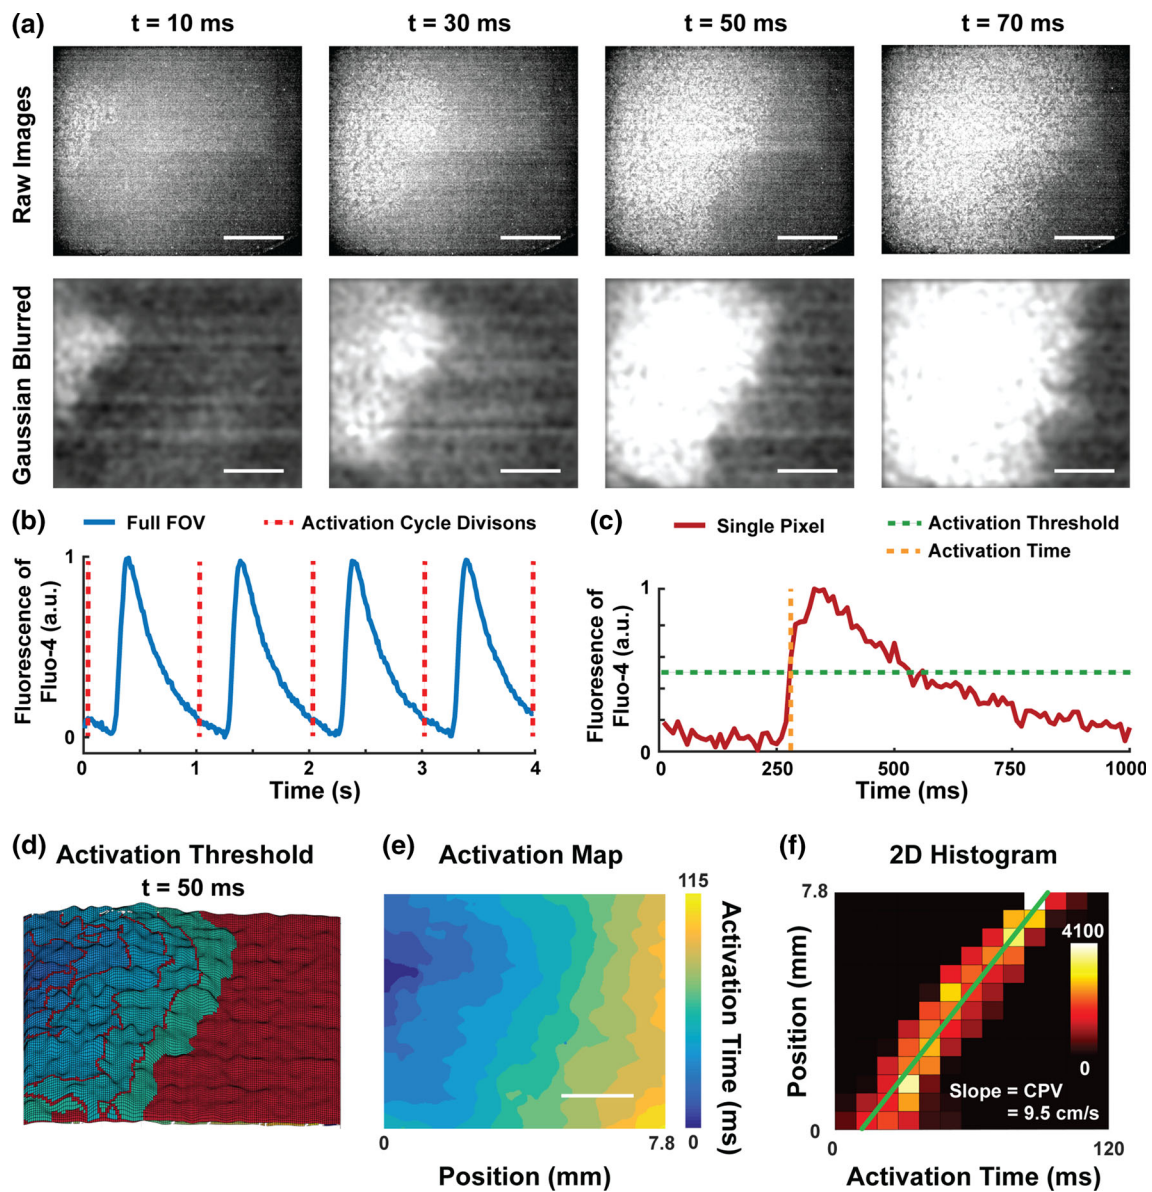 (a) t = 10 ms t = 30 ms t = 50 ms t = 70 ms
Raw Images
Gaussian Blurred
(b) Full FOV Activation Cycle Divisons
Fluorescence of
Fluo-4 (a.u.)
1
0
0 1 2 3 4
Time (s)
(c) Single Pixel Activation Threshold
Activation Time
Fluoresence of
Fluo-4 (a.u.)
1
0
0 250 500 750 1000
Time (ms)
(d) Activation Threshold
t = 50 ms
(e) Activation Map
115
0
Activation Time (ms)
0 7.8
Position (mm)
(f) 2D Histogram
7.8
0
Position (mm)
4100
0
Slope = CPV
= 9.5 cm/s
0 120
Activation Time (ms)